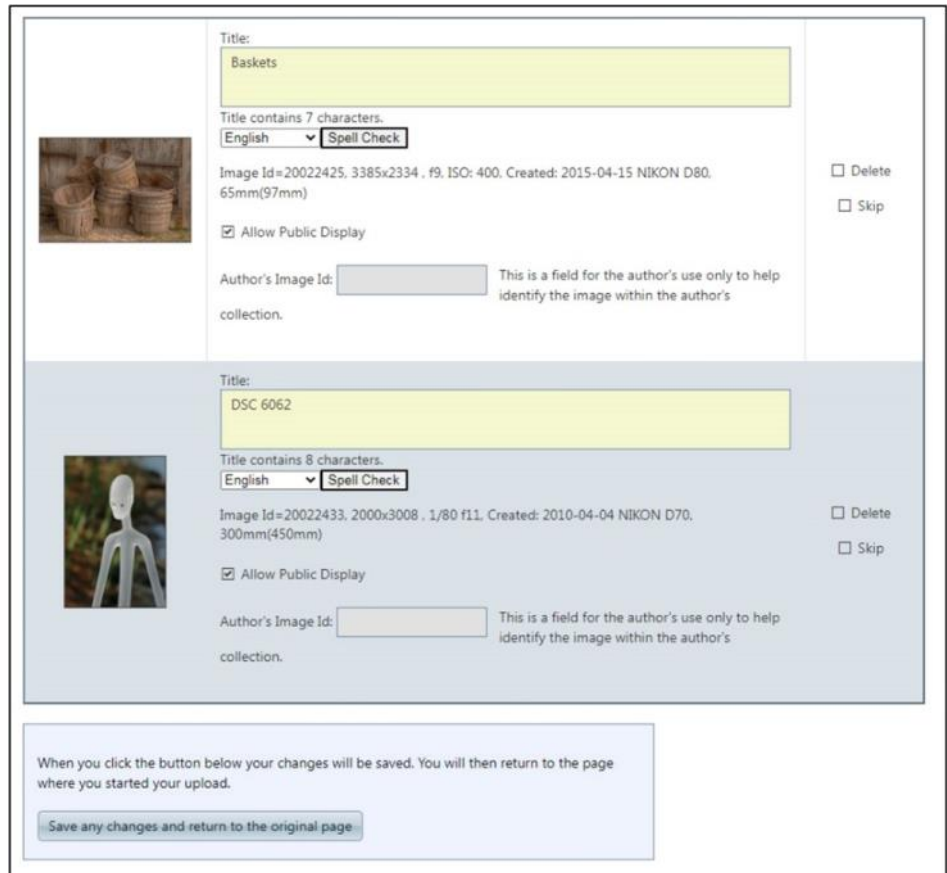 Title:
Baskets
Title contains 7 characters.
English Spell Check
Image Id=20022425, 3385x2334 , f9, ISO: 400, Created: 2015-04-15 NIKON D80,
65mm(97mm)
Allow Public Display
Author's Image Id: This is a field for the author's use only to help
identify the image within the author's
collection.
Delete
Skip
Title:
DSC 6062
Title contains 8 characters.
English Spell Check
Image Id=20022433, 2000x3008 , 1/80 f11, Created: 2010-04-04 NIKON D70,
300mm(450mm)
Allow Public Display
Author's Image Id: This is a field for the author's use only to help
identify the image within the author's
collection.
Delete
Skip
When you click the button below your changes will be saved. You will then return to the page
where you started your upload.
Save any changes and return to the original page